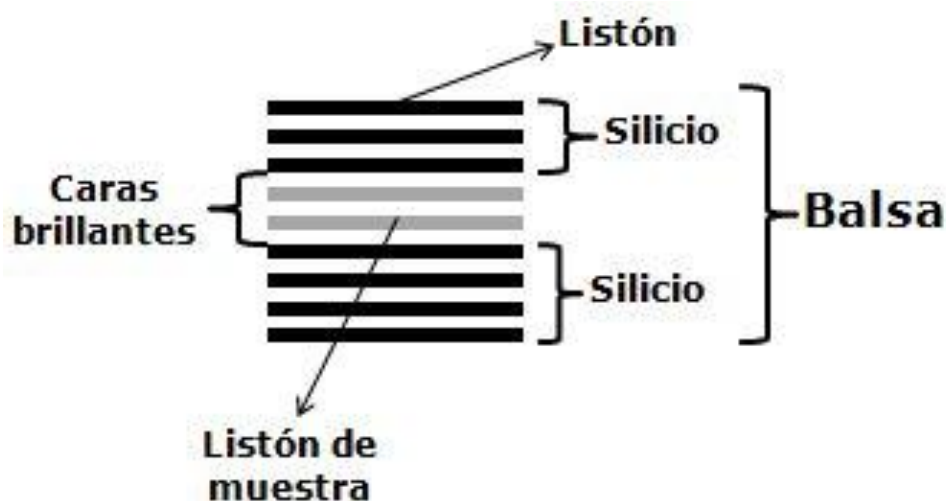 Listón
Silicio
Caras
brillantes
Balsa
Silicio
Listón de
muestra